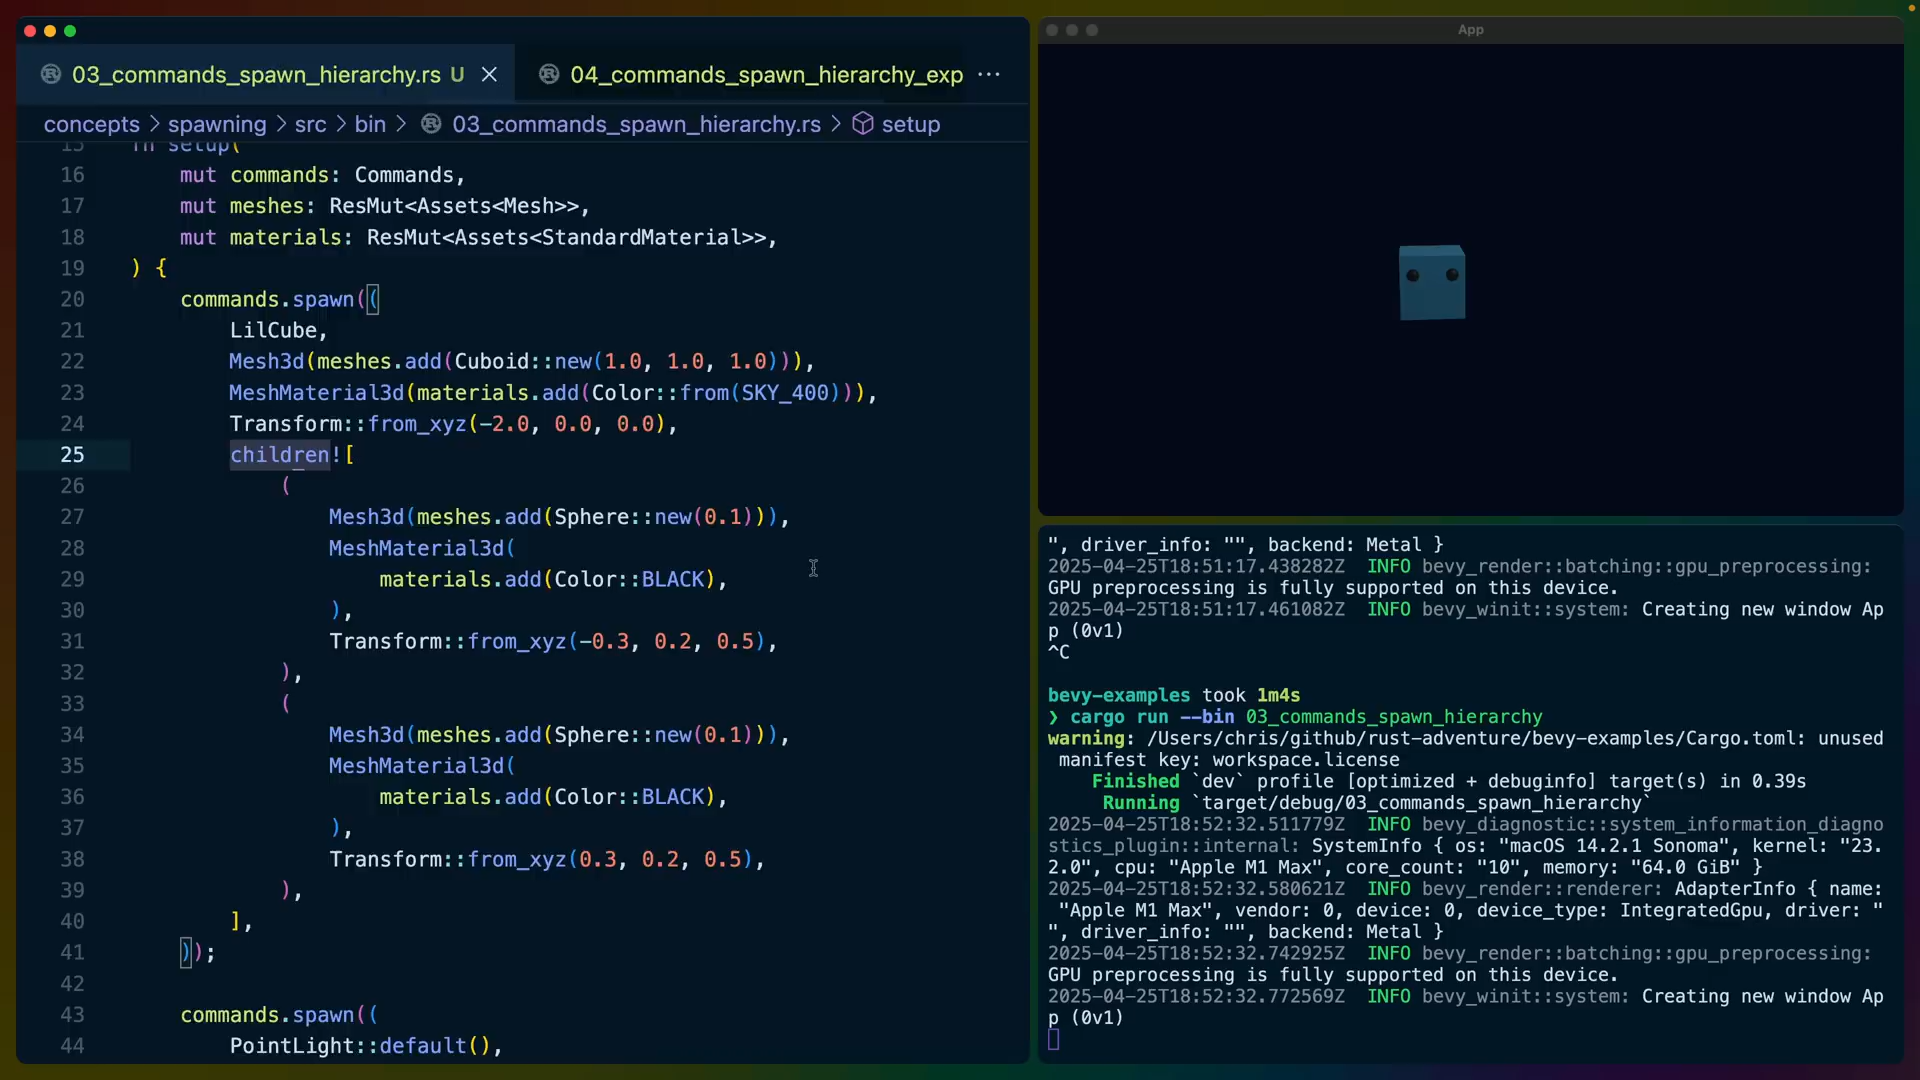 03_commands_spawn_hierarchy.rs U
04_commands_spawn_hierarchy_exp ···
concepts > spawning > src > bin > 03_commands_spawn_hierarchy.rs > setup
15 fn setup(
16 mut commands: Commands,
17 mut meshes: ResMut<Assets<Mesh>>,
18 mut materials: ResMut<Assets<StandardMaterial>>,
19 ) {
20 commands.spawn((
21 LilCube,
22 Mesh3d(meshes.add(Cuboid::new(1.0, 1.0, 1.0))),
23 MeshMaterial3d(materials.add(Color::from(SKY_400))),
24 Transform::from_xyz(-2.0, 0.0, 0.0),
25 children![
26 (
27 Mesh3d(meshes.add(Sphere::new(0.1))),
28 MeshMaterial3d(
29 materials.add(Color::BLACK),
30 ),
31 Transform::from_xyz(-0.3, 0.2, 0.5),
32 ),
33 (
34 Mesh3d(meshes.add(Sphere::new(0.1))),
35 MeshMaterial3d(
36 materials.add(Color::BLACK),
37 ),
38 Transform::from_xyz(0.3, 0.2, 0.5),
39 ),
40 ],
41 ));
42
43 commands.spawn((
44 PointLight::default(),
App
", driver_info: "", backend: Metal }
2025-04-25T18:51:17.438282Z  INFO bevy_render::batching::gpu_preprocessing:
GPU preprocessing is fully supported on this device.
2025-04-25T18:51:17.461082Z  INFO bevy_winit::system: Creating new window Ap
p (0v1)
^C
bevy-examples took 1m4s
❯ cargo run --bin 03_commands_spawn_hierarchy
warning: /Users/chris/github/rust-adventure/bevy-examples/Cargo.toml: unused
manifest key: workspace.license
Finished `dev` profile [optimized + debuginfo] target(s) in 0.39s
Running `target/debug/03_commands_spawn_hierarchy`
2025-04-25T18:52:32.511779Z  INFO bevy_diagnostic::system_information_diagno
stics_plugin::internal: SystemInfo { os: "macOS 14.2.1 Sonoma", kernel: "23.
2.0", cpu: "Apple M1 Max", core_count: "10", memory: "64.0 GiB" }
2025-04-25T18:52:32.580621Z  INFO bevy_render::renderer: AdapterInfo { name:
"Apple M1 Max", vendor: 0, device: 0, device_type: IntegratedGpu, driver: "
", driver_info: "", backend: Metal }
2025-04-25T18:52:32.742925Z  INFO bevy_render::batching::gpu_preprocessing:
GPU preprocessing is fully supported on this device.
2025-04-25T18:52:32.772569Z  INFO bevy_winit::system: Creating new window Ap
p (0v1)